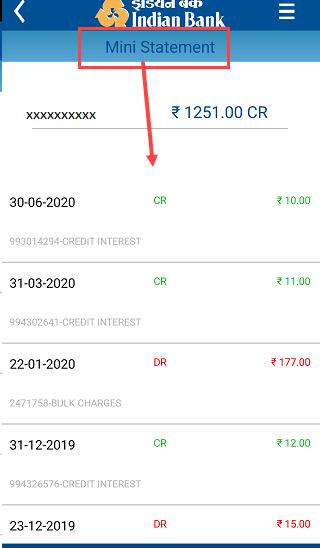 इंडियन बैंक
Indian Bank
Mini Statement
xxxxxxxxxx ₹ 1251.00 CR
30-06-2020 CR ₹ 10.00
993014294-CREDIT INTEREST
31-03-2020 CR ₹ 11.00
994302641-CREDIT INTEREST
22-01-2020 DR ₹ 177.00
2471758-BULK CHARGES
31-12-2019 CR ₹ 12.00
994326576-CREDIT INTEREST
23-12-2019 DR ₹ 15.00